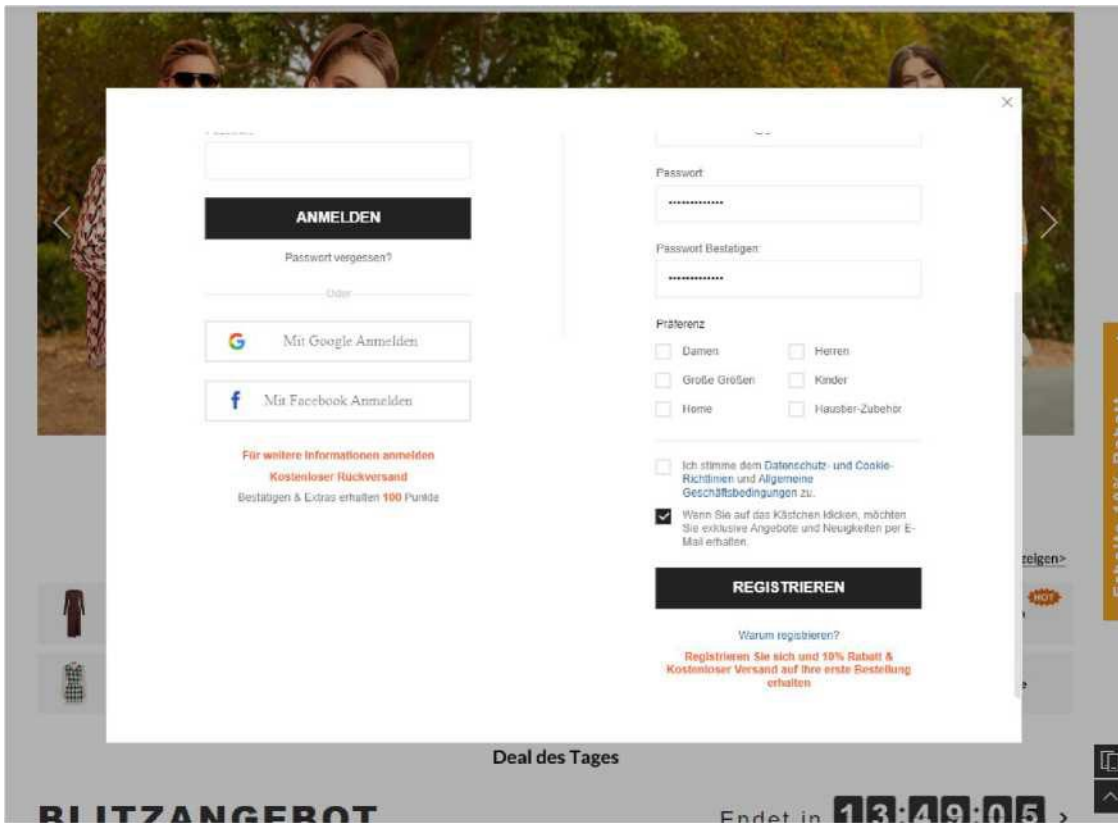 ANMELDEN
Passwort vergessen?
Oder
Mit Google Anmelden
Mit Facebook Anmelden
Für weitere Informationen anmelden
Kostenloser Rückversand
Bestätigen & Extras erhalten 100 Punkte
Passwort
•••••••••••••
Passwort Bestätigen
•••••••••••••
Präferenz
Damen
Herren
Große Größen
Kinder
Home
Haustier-Zubehör
Ich stimme dem Datenschutz- und Cookie-
Richtlinien und Allgemeine
Geschäftsbedingungen zu.
Wenn Sie auf das Kästchen klicken, möchten
Sie exklusive Angebote und Neuigkeiten per E-
Mail erhalten.
REGISTRIEREN
Warum registrieren?
Registrieren Sie sich und 10% Rabatt &
Kostenloser Versand auf Ihre erste Bestellung
erhalten
zeigen>
HOT
Deal des Tages
BLITZANGEBOT
Endet in 13:49:05 >